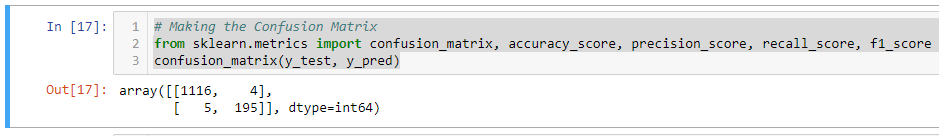 In [17]:
1 # Making the Confusion Matrix
2 from sklearn.metrics import confusion_matrix, accuracy_score, precision_score, recall_score, f1_score
3 confusion_matrix(y_test, y_pred)
Out[17]: array([[1116,    4],
       [   5,  195]], dtype=int64)